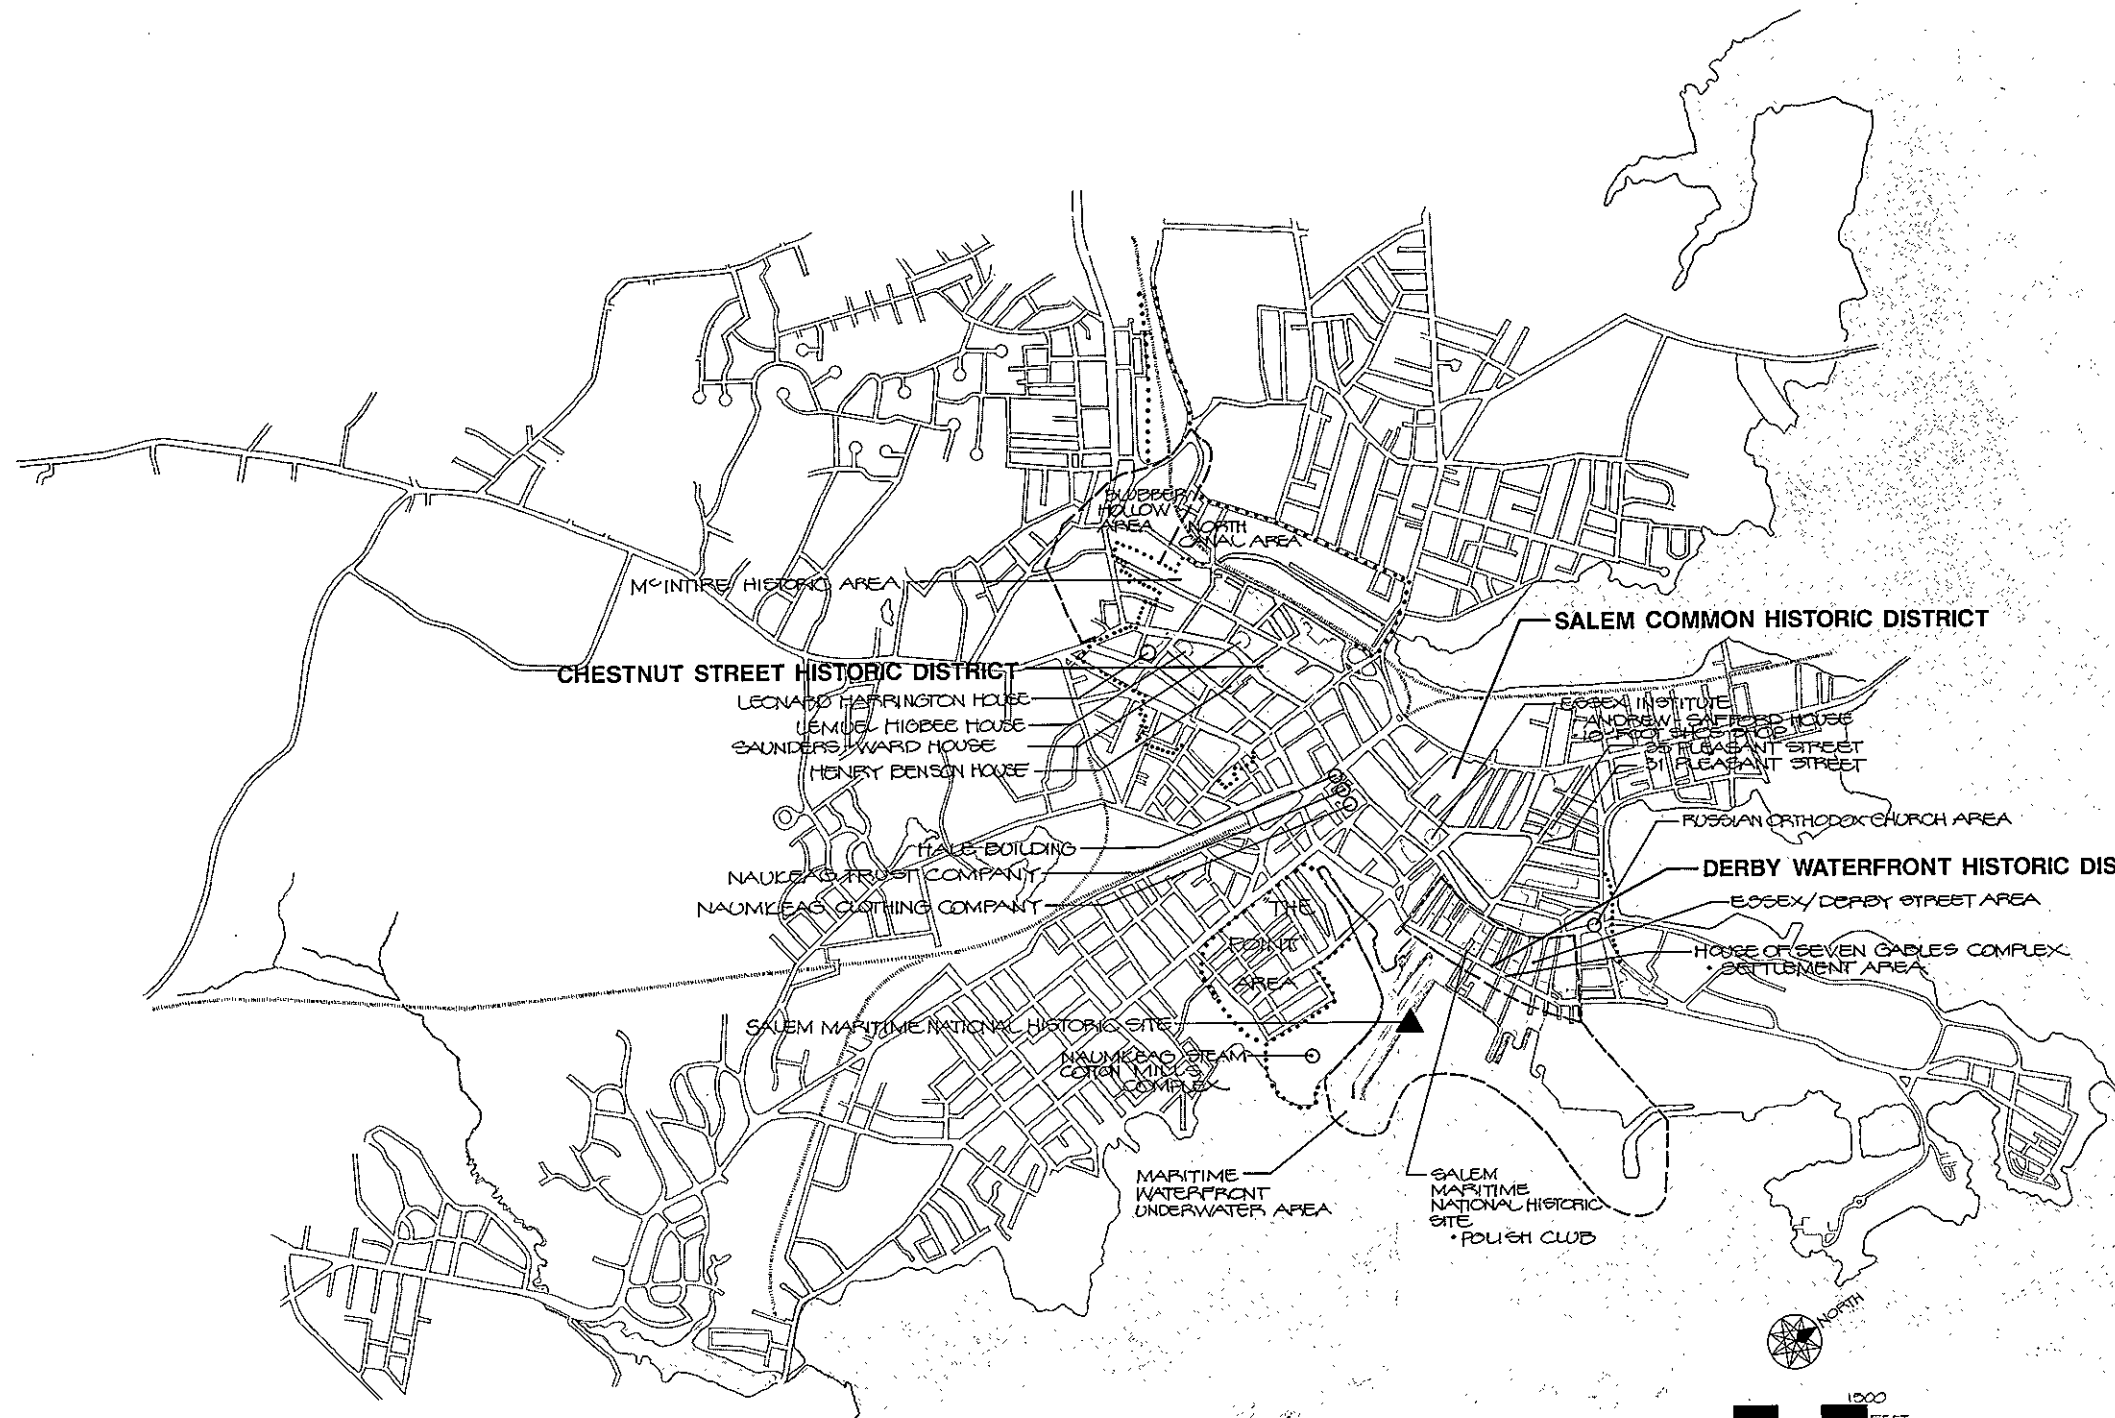 BLUBBER
HOLLOW
AREA
NORTH
CANAL AREA
McINTIRE HISTORIC AREA
SALEM COMMON HISTORIC DISTRICT
CHESTNUT STREET HISTORIC DISTRICT
LEONARD HARRINGTON HOUSE
LEMUEL HIGBEE HOUSE
SAUNDERS-WARD HOUSE
HENRY BENSON HOUSE
ESSEX INSTITUTE
-ANDREW-SAFFORD HOUSE
-10-FOOT SHOE SHOP
35 PLEASANT STREET
31 PLEASANT STREET
RUSSIAN ORTHODOX CHURCH AREA
HALE BUILDING
NAUKEAG TRUST COMPANY
NAUMKEAG CLOTHING COMPANY
DERBY WATERFRONT HISTORIC DIS
ESSEX/DERBY STREET AREA
THE
POINT
AREA
HOUSE OF SEVEN GABLES COMPLEX
• SETTLEMENT AREA
SALEM MARITIME NATIONAL HISTORIC SITE
NAUMKEAG STEAM
COTTON MILLS
COMPLEX
MARITIME
WATERFRONT
UNDERWATER AREA
SALEM
MARITIME
NATIONAL HISTORIC
SITE
• POLISH CLUB
NORTH
1500